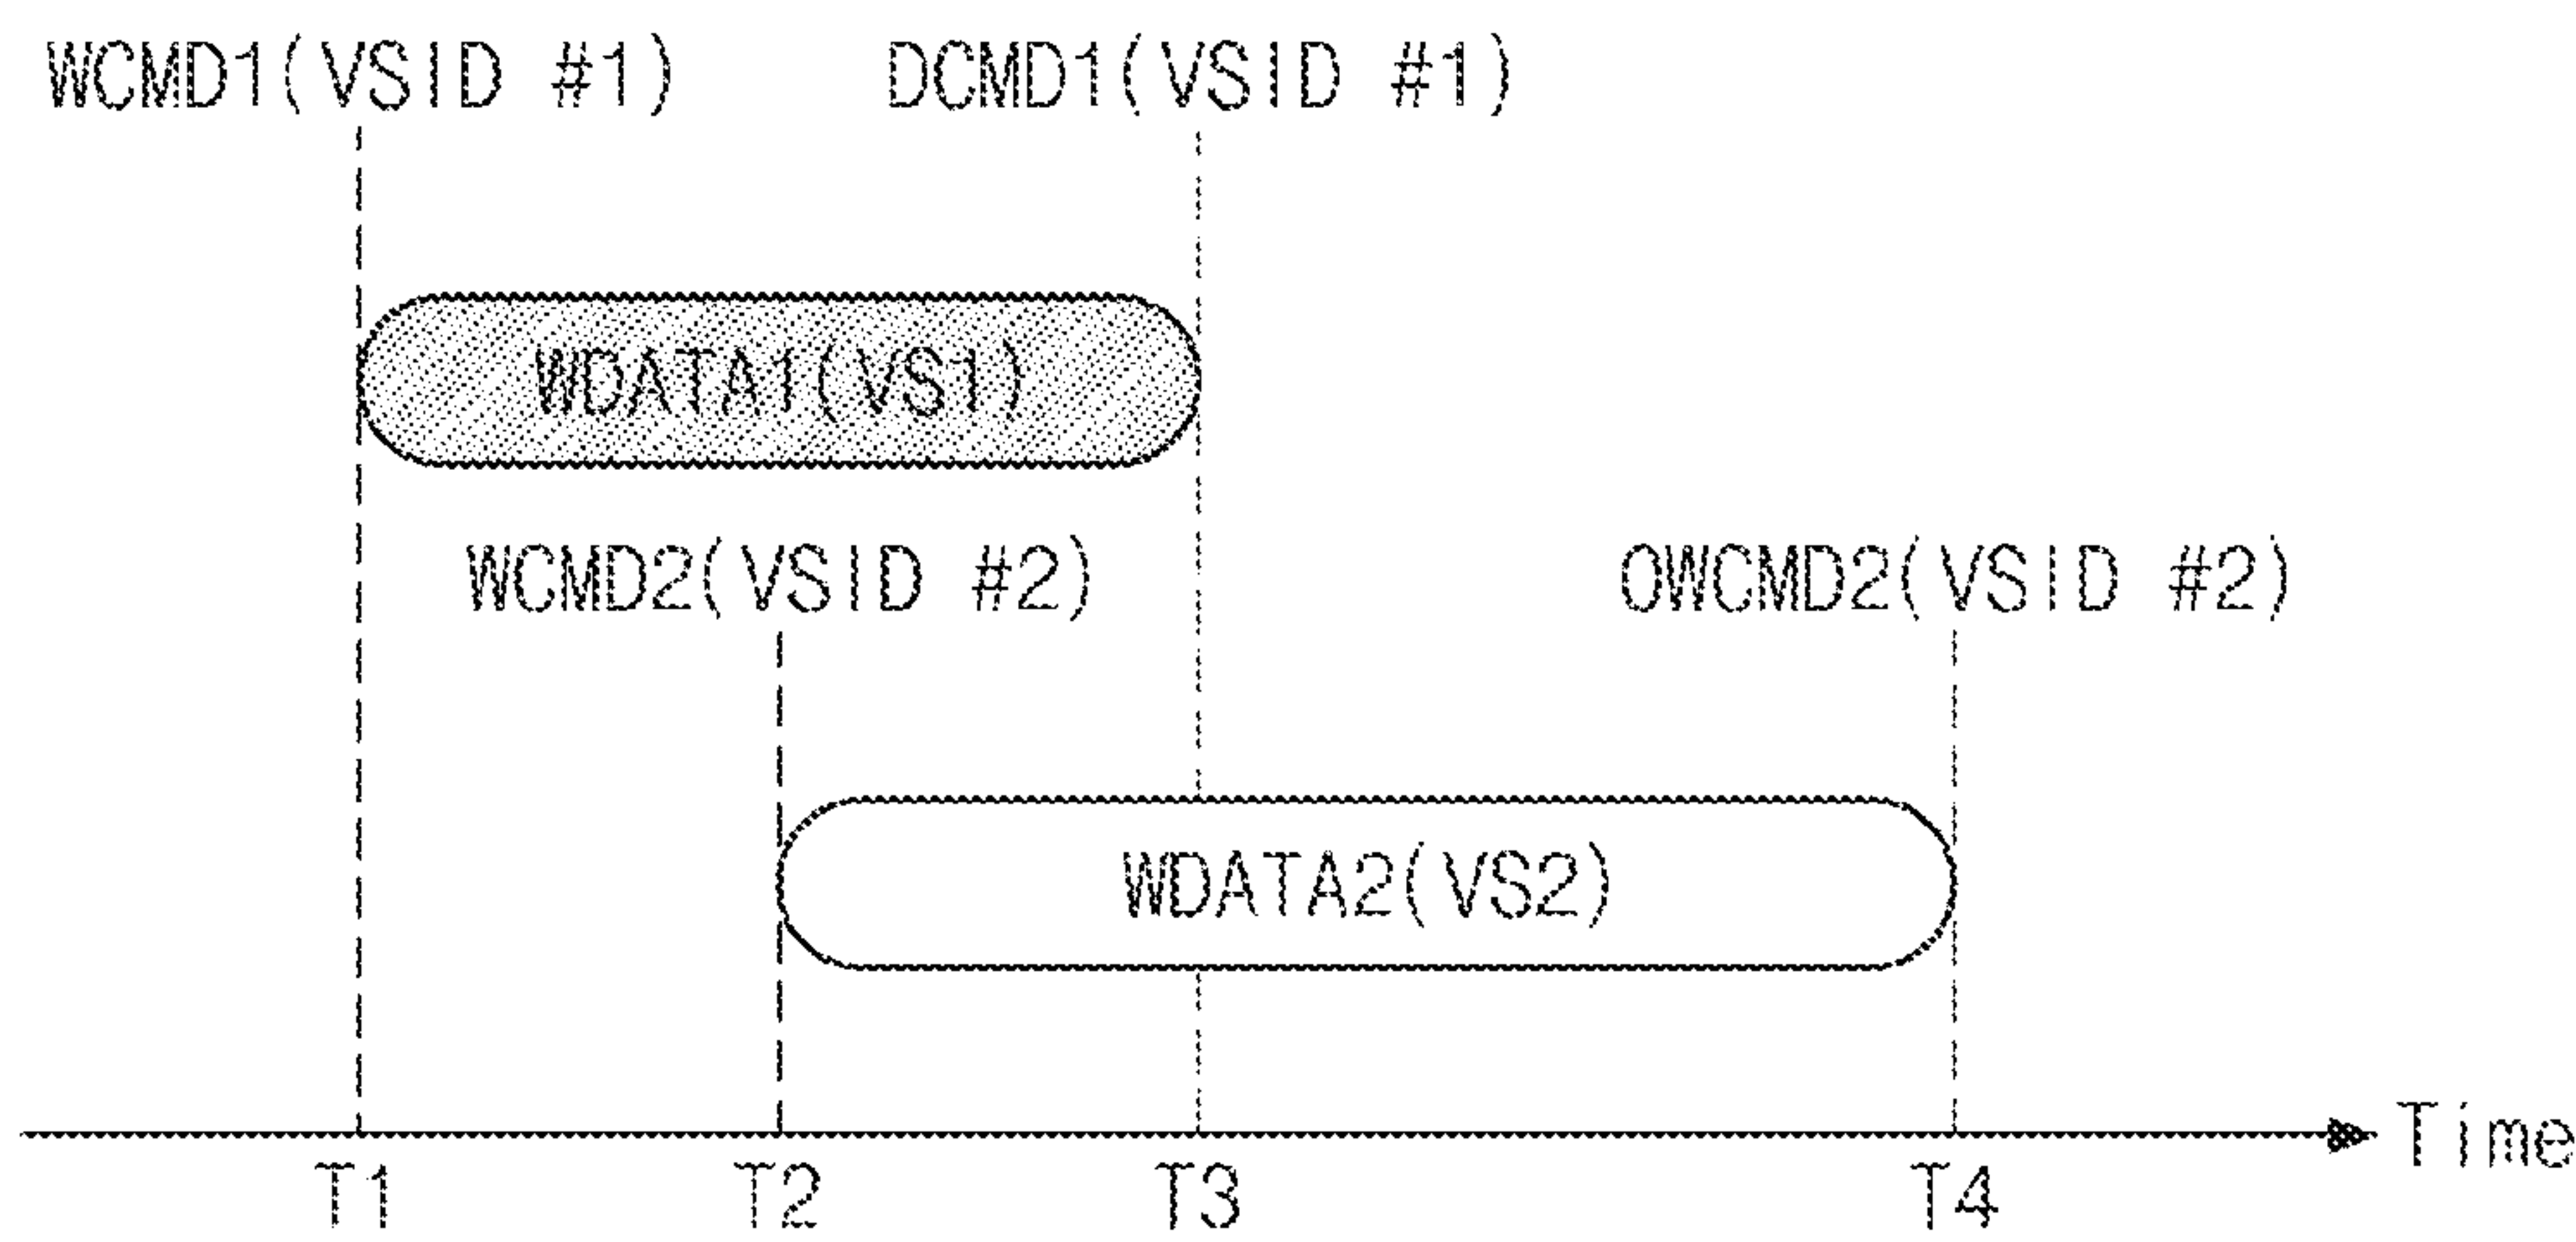 WCMD1(VSID #1) DCMD1(VSID #1)
WDATA1(VS1)
WCMD2(VSID #2) OWCMD2(VSID #2)
WDATA2(VS2)
Time
T1 T2 T3 T4